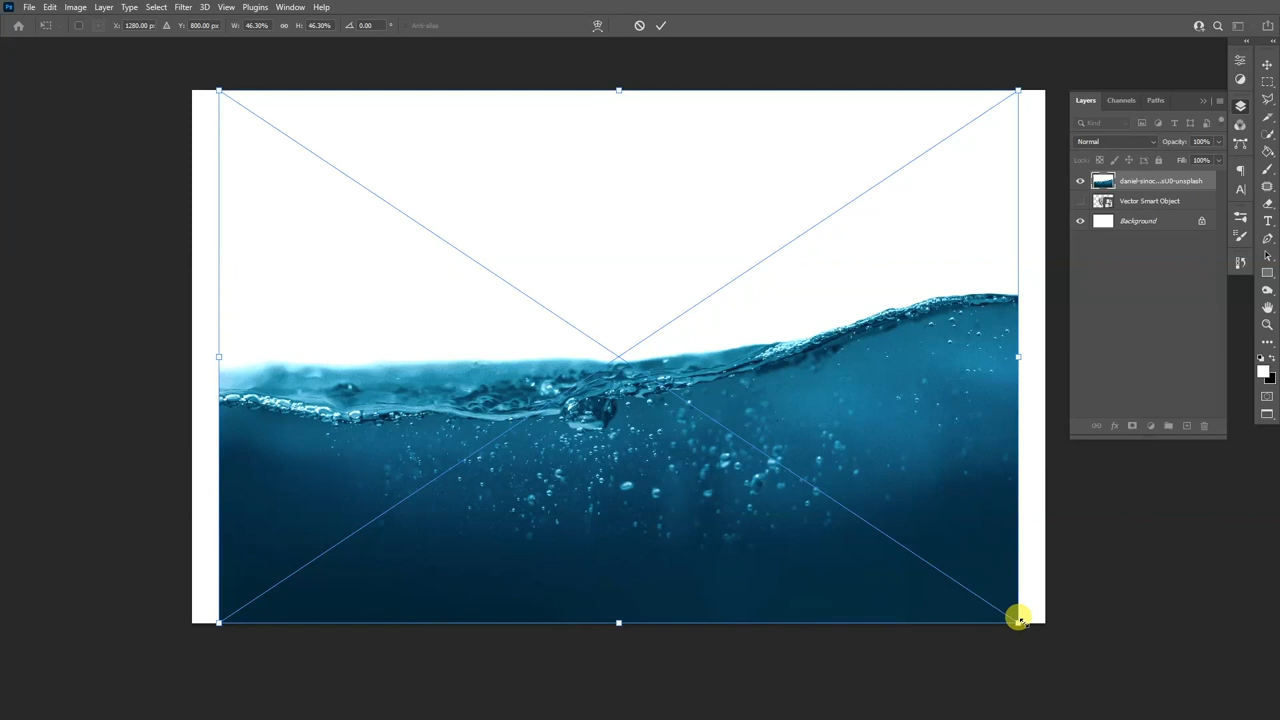 Ps File Edit Image Layer Type Select Filter 3D View Plugins Window Help
X: 1280.00 p Y: 800.00 px W: 46.30% H: 46.30% 0.00 ° Anti-alias
Layers Channels Paths
Kind
Normal Opacity: 100%
Lock: Fill: 100%
daniel-sinoc...sU0-unsplash
Vector Smart Object
Background